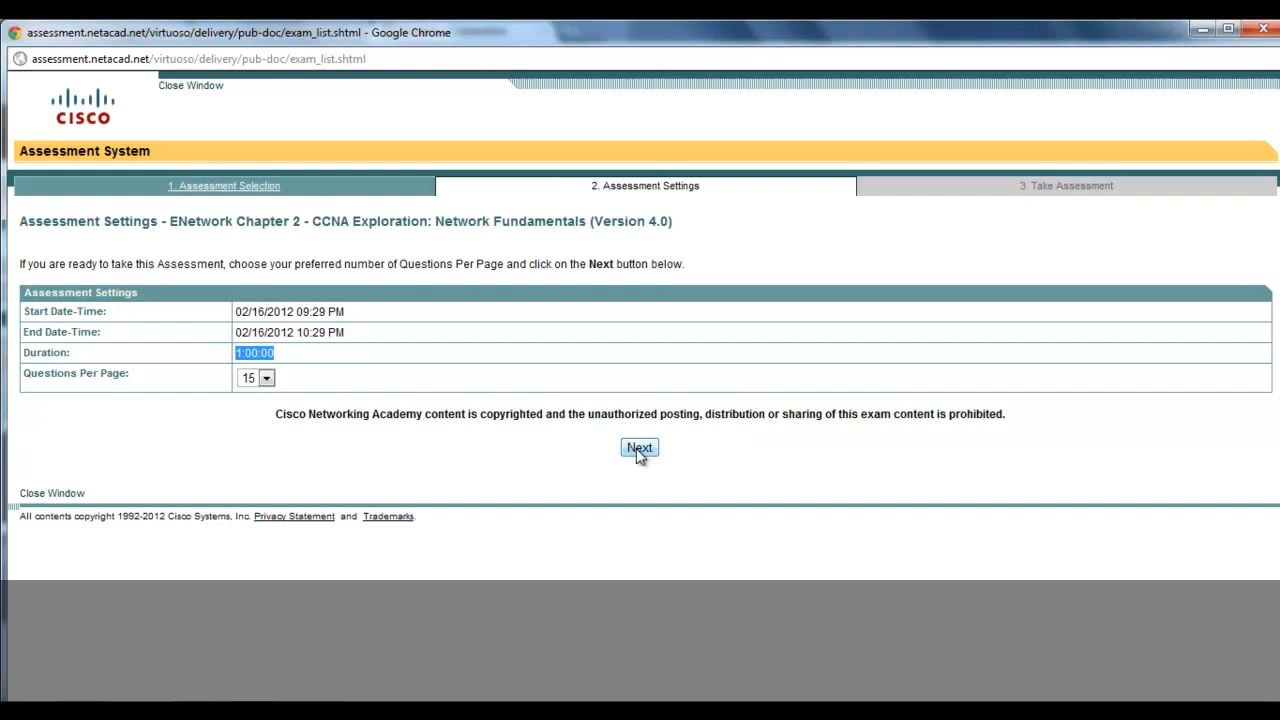 assessment.netacad.net/virtuoso/delivery/pub-doc/exam_list.shtml - Google Chrome
assessment.netacad.net/virtuoso/delivery/pub-doc/exam_list.shtml
Close Window
CISCO
Assessment System
1. Assessment Selection
2. Assessment Settings
3. Take Assessment
Assessment Settings - ENetwork Chapter 2 - CCNA Exploration: Network Fundamentals (Version 4.0)
If you are ready to take this Assessment, choose your preferred number of Questions Per Page and click on the Next button below.
Assessment Settings
Start Date-Time: 02/16/2012 09:29 PM
End Date-Time: 02/16/2012 10:29 PM
Duration: 1:00:00
Questions Per Page: 15
Cisco Networking Academy content is copyrighted and the unauthorized posting, distribution or sharing of this exam content is prohibited.
Next
Close Window
All contents copyright 1992-2012 Cisco Systems, Inc. Privacy Statement and Trademarks.